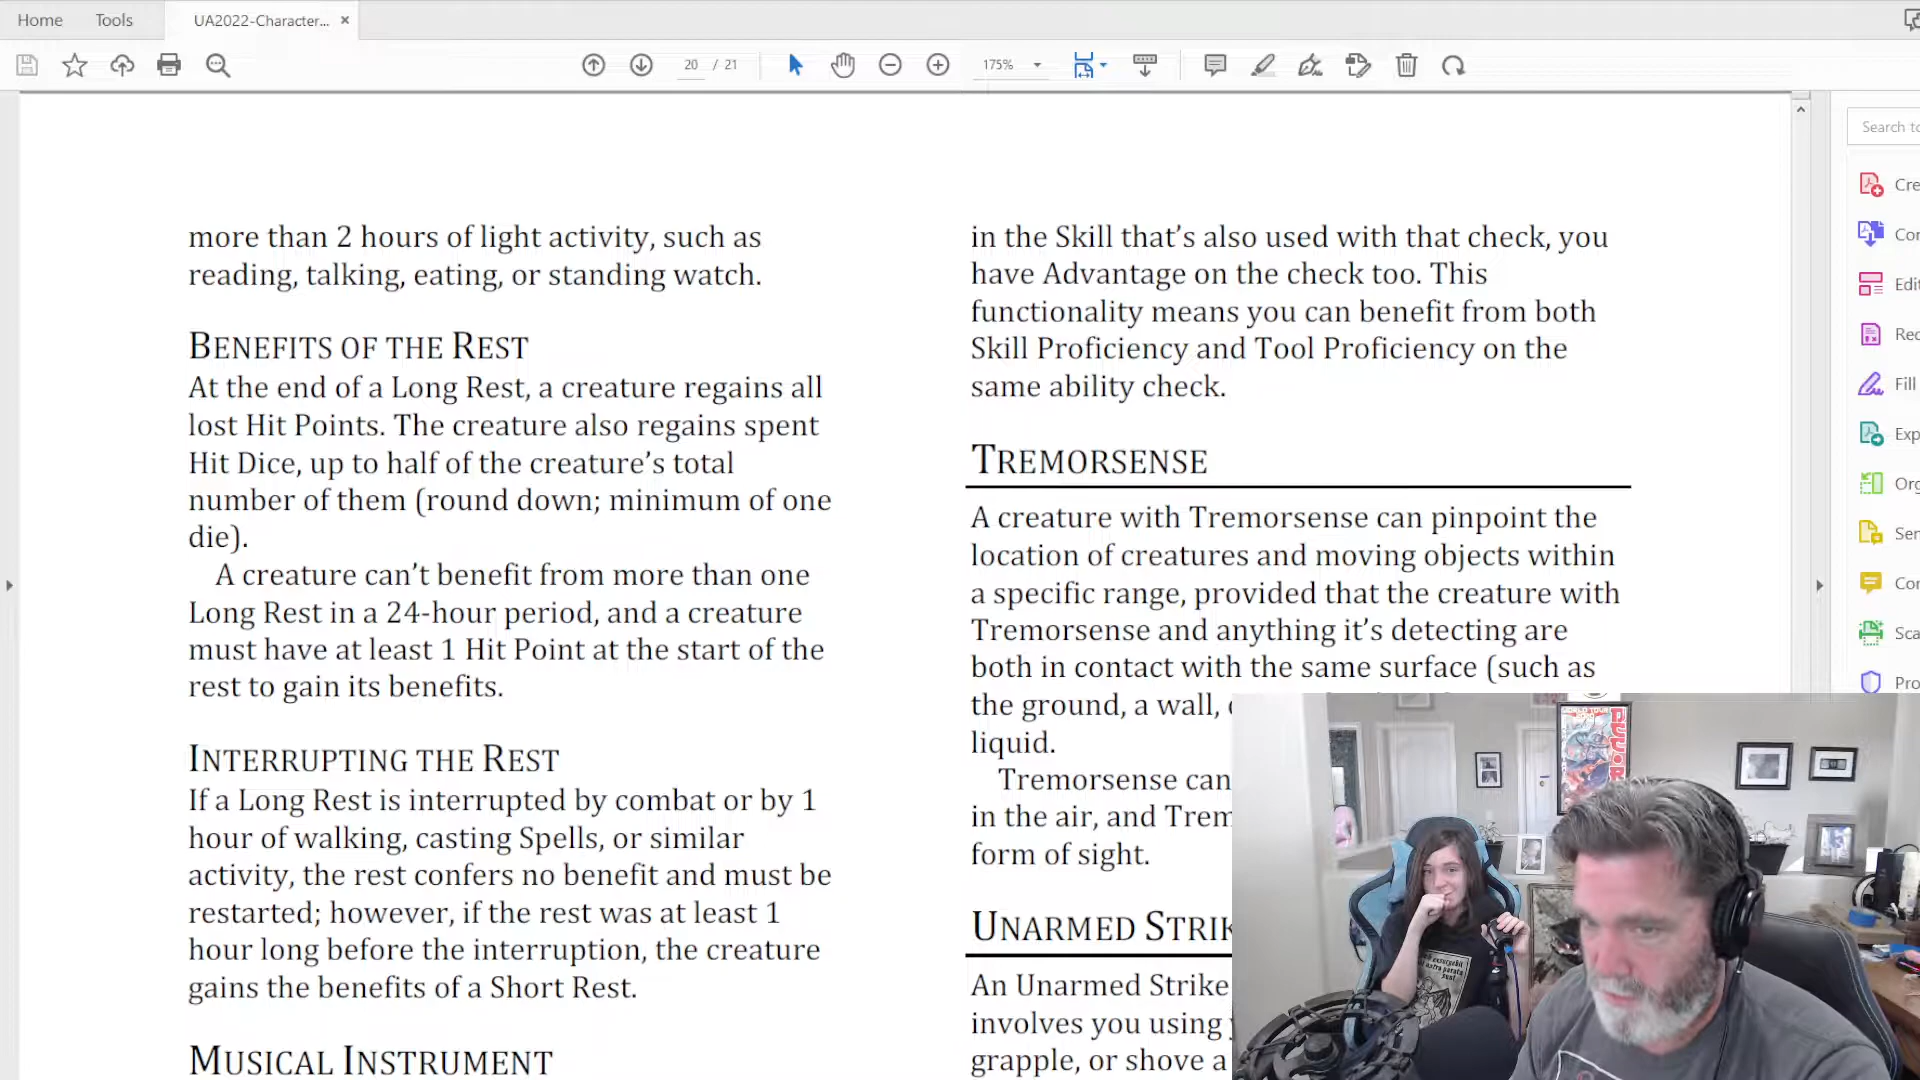 Home
Tools
UA2022-Character...
20 / 21
175%
Search to
more than 2 hours of light activity, such as
reading, talking, eating, or standing watch.
BENEFITS OF THE REST
At the end of a Long Rest, a creature regains all
lost Hit Points. The creature also regains spent
Hit Dice, up to half of the creature's total
number of them (round down; minimum of one
die).
A creature can't benefit from more than one
Long Rest in a 24-hour period, and a creature
must have at least 1 Hit Point at the start of the
rest to gain its benefits.
INTERRUPTING THE REST
If a Long Rest is interrupted by combat or by 1
hour of walking, casting Spells, or similar
activity, the rest confers no benefit and must be
restarted; however, if the rest was at least 1
hour long before the interruption, the creature
gains the benefits of a Short Rest.
MUSICAL INSTRUMENT
in the Skill that's also used with that check, you
have Advantage on the check too. This
functionality means you can benefit from both
Skill Proficiency and Tool Proficiency on the
same ability check.
TREMORSENSE
A creature with Tremorsense can pinpoint the
location of creatures and moving objects within
a specific range, provided that the creature with
Tremorsense and anything it's detecting are
both in contact with the same surface (such as
the ground, a wall,
liquid.
Tremorsense can
in the air, and Trem
form of sight.
UNARMED STRIK
An Unarmed Strike
involves you using
grapple, or shove a
Cre
Con
Edit
Rec
Fill
Exp
Org
Sen
Con
Sca
Pro